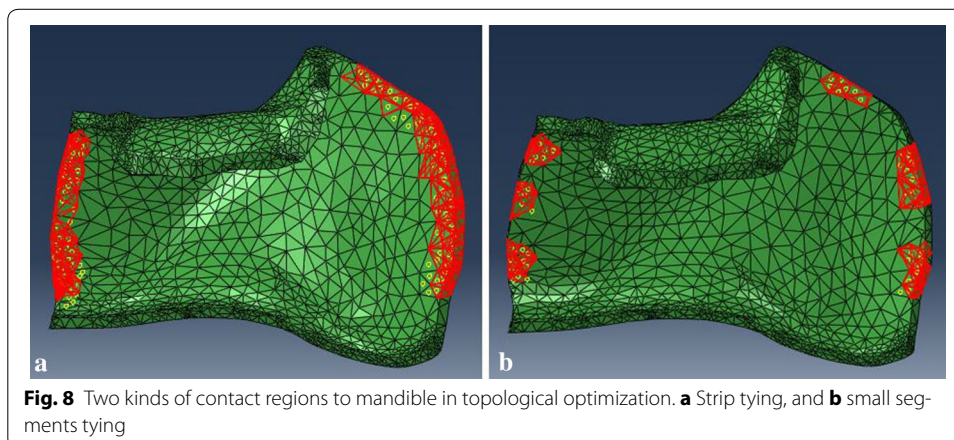 a
b
Fig. 8 Two kinds of contact regions to mandible in topological optimization. a Strip tying, and b small seg-
ments tying